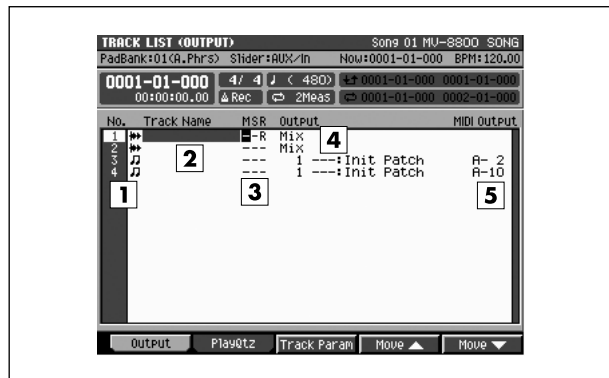 TRACK LIST (OUTPUT) Song 01 MV-8800 SONG
PadBank:01(A.Phrs) Slider:AUX/In Now:0001-01-000 BPM:120.00
0001-01-000 4/ 4 ♩ ( 480) 0001-01-000 0001-01-000
00:00:00.00 Rec 2Meas 0001-01-000 0002-01-000
No. Track Name MSR Output MIDI Output
1 --R Mix
2 --- Mix
3 --- 1 ---:Init Patch A- 2
4 --- 1 ---:Init Patch A-10
1 2 3 4 5
Output PlayQtz Track Param Move ▲ Move ▼